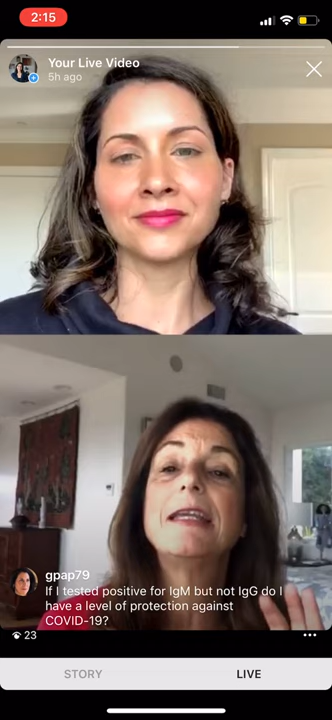 2:15
Your Live Video
5h ago
gpap79
If I tested positive for IgM but not IgG do I
have a level of protection against
COVID-19?
23
STORY
LIVE